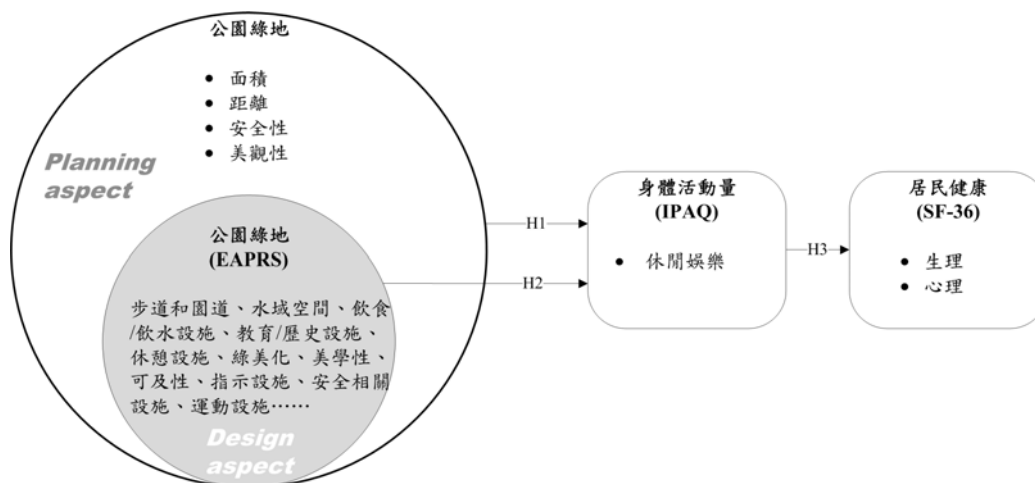 公園綠地
● 面積
● 距離
● 安全性
● 美觀性
Planning
aspect
公園綠地
(EAPRS)
步道和園道、水域空間、飲食
/飲水設施、教育/歷史設施、
休憩設施、綠美化、美學性、
可及性、指示設施、安全相關
設施、運動設施……
Design
aspect
H1
H2
身體活動量
(IPAQ)
● 休閒娛樂
H3
居民健康
(SF-36)
● 生理
● 心理